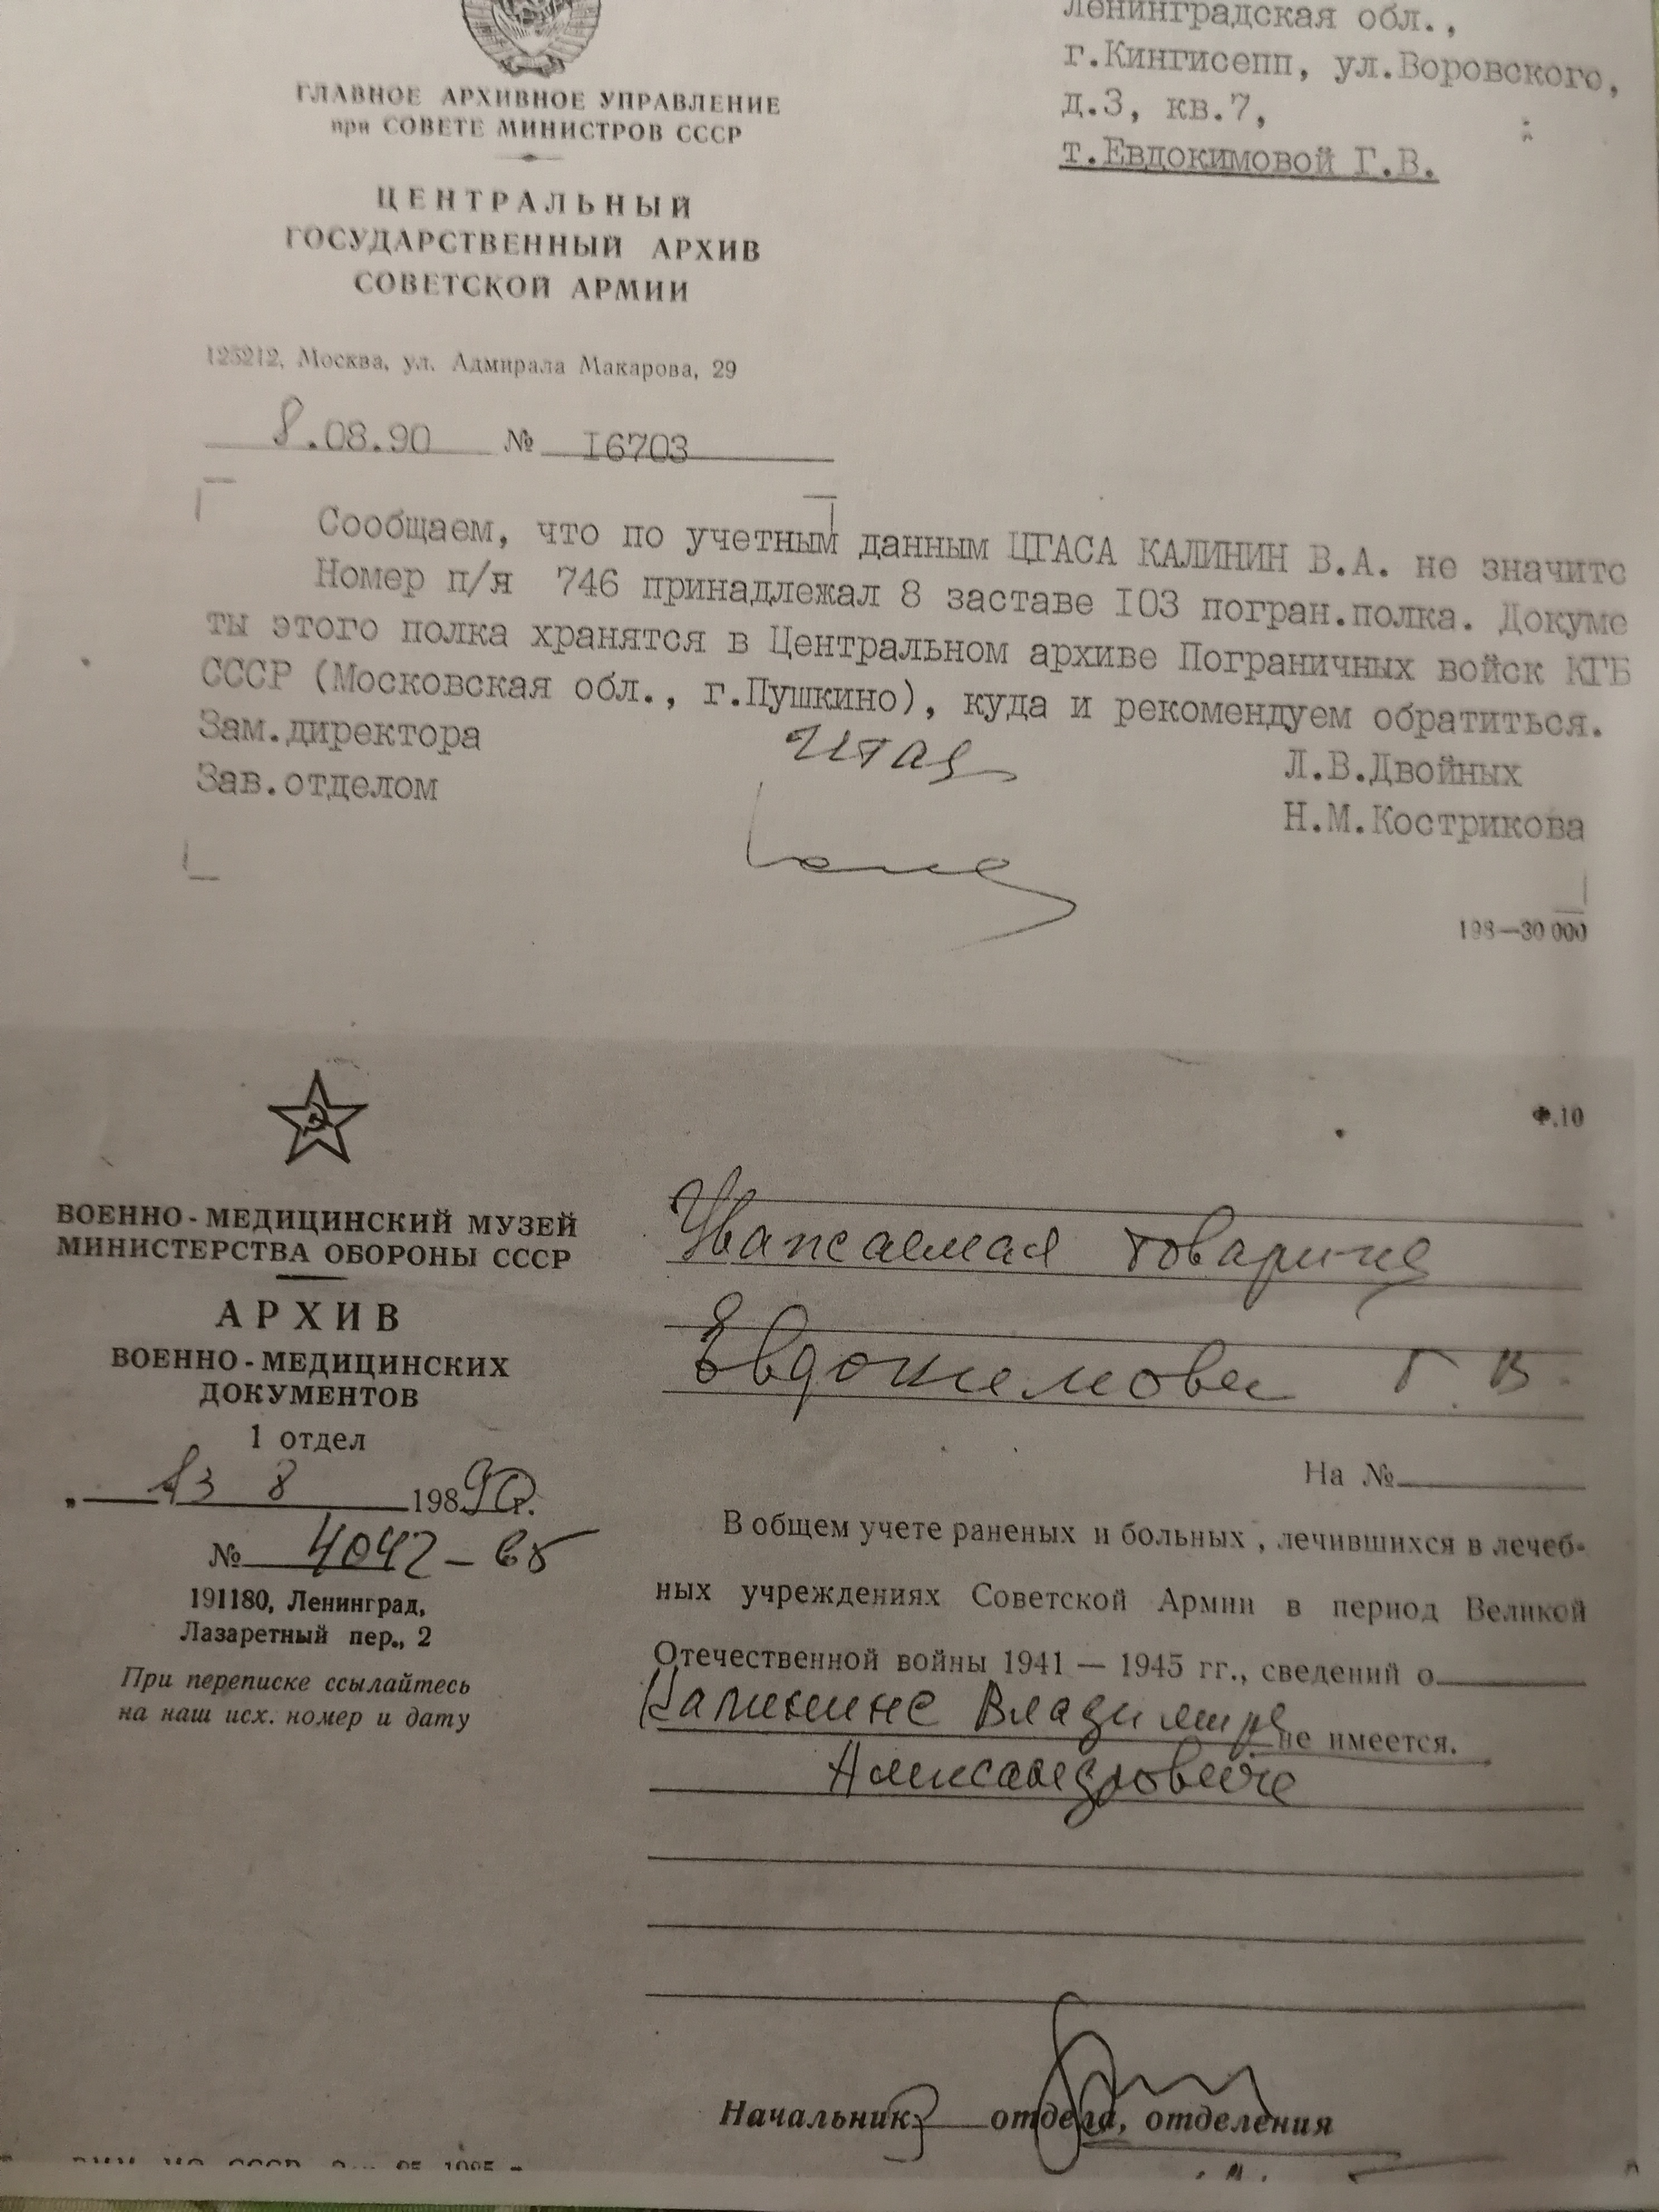 Ленинградская обл.,
г.Кингисепп, ул.Воровского,
д.3, кв.7,
т.Евдокимовой Г.В.
ГЛАВНОЕ АРХИВНОЕ УПРАВЛЕНИЕ
при СОВЕТЕ МИНИСТРОВ СССР
ЦЕНТРАЛЬНЫЙ
ГОСУДАРСТВЕННЫЙ АРХИВ
СОВЕТСКОЙ АРМИИ
125212, Москва, ул. Адмирала Макарова, 29
8.08.90 № I6703
Сообщаем, что по учетным данным ЦГАСА КАЛИНИН В.А. не значитс
Номер п/я 746 принадлежал 8 заставе I03 погран.полка. Докуме
ты этого полка хранятся в Центральном архиве Пограничных войск КГБ
СССР (Московская обл., г.Пушкино), куда и рекомендуем обратиться.
Зам.директора Л.В.Двойных
Зав.отделом Н.М.Кострикова
198—30 000
Ф.10
ВОЕННО-МЕДИЦИНСКИЙ МУЗЕЙ
МИНИСТЕРСТВА ОБОРОНЫ СССР
АРХИВ
ВОЕННО-МЕДИЦИНСКИХ
ДОКУМЕНТОВ
1 отдел
„ 13 8 198 90 г.
№ 4042-
191180, Ленинград,
Лазаретный пер., 2
При переписке ссылайтесь
на наш исх. номер и дату
Уважаемая товарищ
Евдокимова Г В.
На №
В общем учете раненых и больных, лечившихся в лечеб-
ных учреждениях Советской Армии в период Великой
Отечественной войны 1941 — 1945 гг., сведений о
Калинине Владимире не имеется.
Александровиче
Начальник отдела, отделения